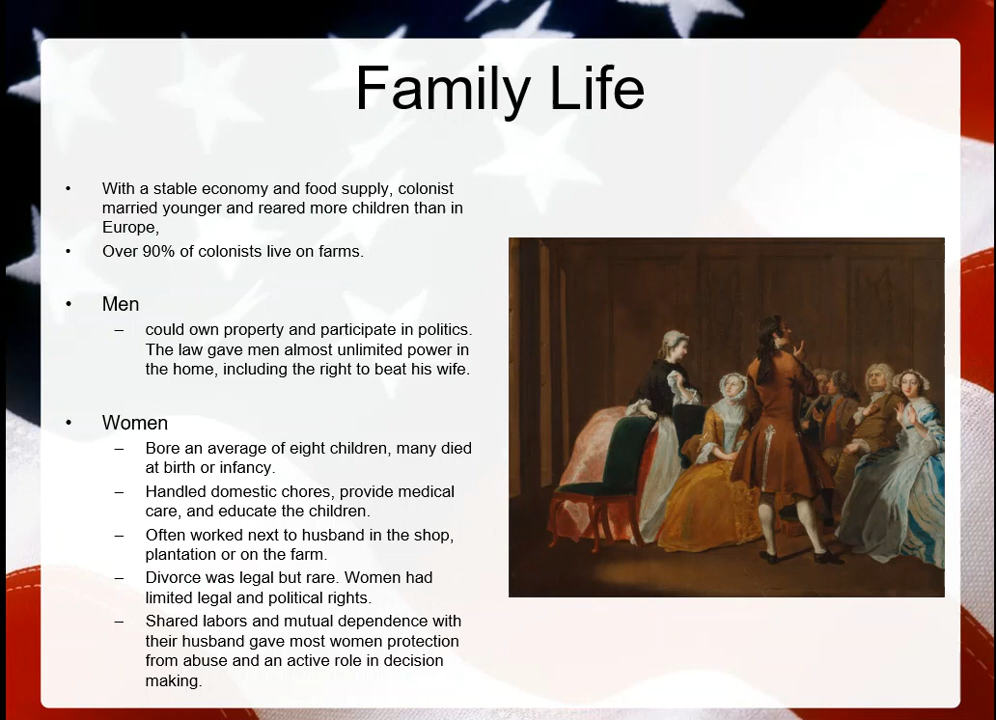 Family Life
• With a stable economy and food supply, colonist
married younger and reared more children than in
Europe,
• Over 90% of colonists live on farms.
• Men
– could own property and participate in politics.
The law gave men almost unlimited power in
the home, including the right to beat his wife.
• Women
– Bore an average of eight children, many died
at birth or infancy.
– Handled domestic chores, provide medical
care, and educate the children.
– Often worked next to husband in the shop,
plantation or on the farm.
– Divorce was legal but rare. Women had
limited legal and political rights.
– Shared labors and mutual dependence with
their husband gave most women protection
from abuse and an active role in decision
making.